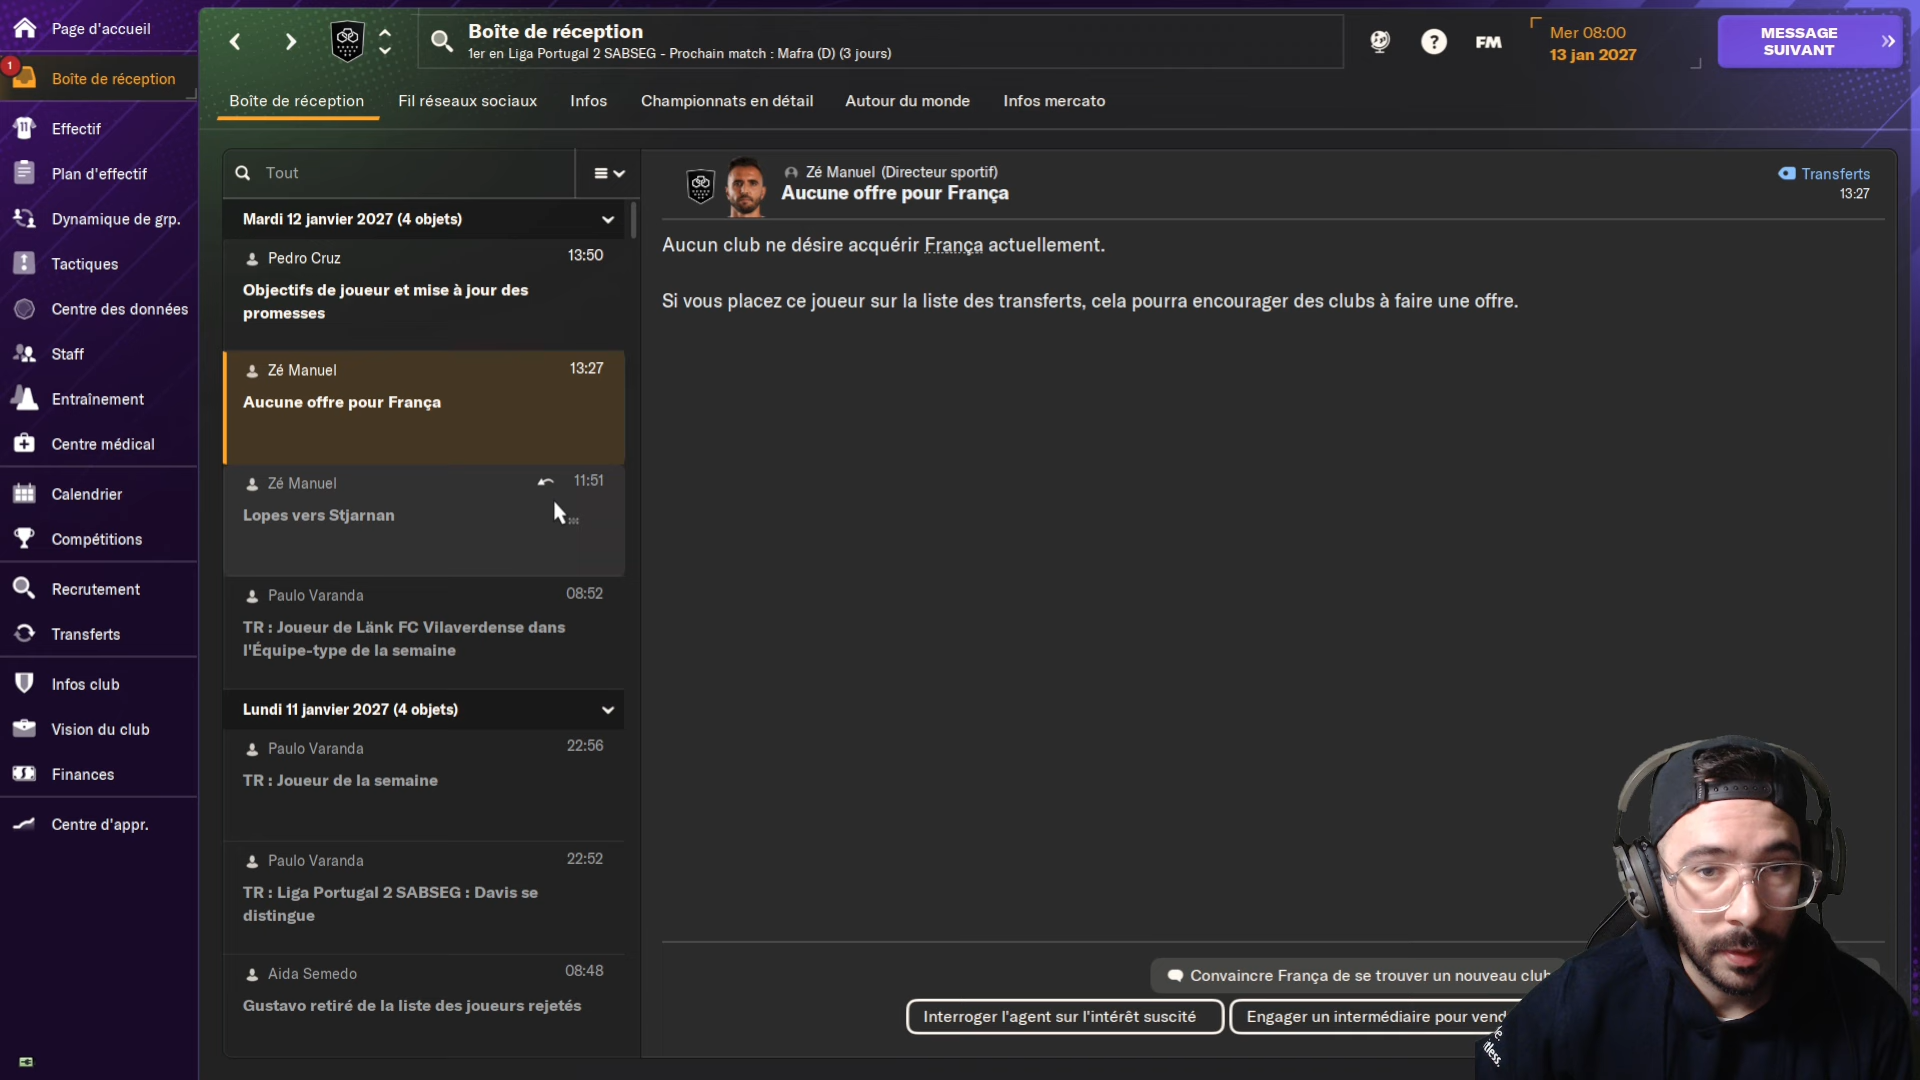 Page d'accueil
1
Boîte de réception
Effectif
Plan d'effectif
Dynamique de grp.
Tactiques
Centre des données
Staff
Entraînement
Centre médical
Calendrier
Compétitions
Recrutement
Transferts
Infos club
Vision du club
Finances
Centre d'appr.
Boîte de réception
1er en Liga Portugal 2 SABSEG - Prochain match : Mafra (D) (3 jours)
?
FM
Mer 08:00
13 jan 2027
MESSAGE
SUIVANT
Boîte de réception
Fil réseaux sociaux
Infos
Championnats en détail
Autour du monde
Infos mercato
Tout
Mardi 12 janvier 2027 (4 objets)
Pedro Cruz
13:50
Objectifs de joueur et mise à jour des
promesses
Zé Manuel
13:27
Aucune offre pour França
Zé Manuel
11:51
Lopes vers Stjarnan
Paulo Varanda
08:52
TR : Joueur de Länk FC Vilaverdense dans
l'Équipe-type de la semaine
Lundi 11 janvier 2027 (4 objets)
Paulo Varanda
22:56
TR : Joueur de la semaine
Paulo Varanda
22:52
TR : Liga Portugal 2 SABSEG : Davis se
distingue
Aida Semedo
08:48
Gustavo retiré de la liste des joueurs rejetés
Zé Manuel (Directeur sportif)
Aucune offre pour França
Transferts
13:27
Aucun club ne désire acquérir França actuellement.
Si vous placez ce joueur sur la liste des transferts, cela pourra encourager des clubs à faire une offre.
Convaincre França de se trouver un nouveau club
Interroger l'agent sur l'intérêt suscité
Engager un intermédiaire pour vend